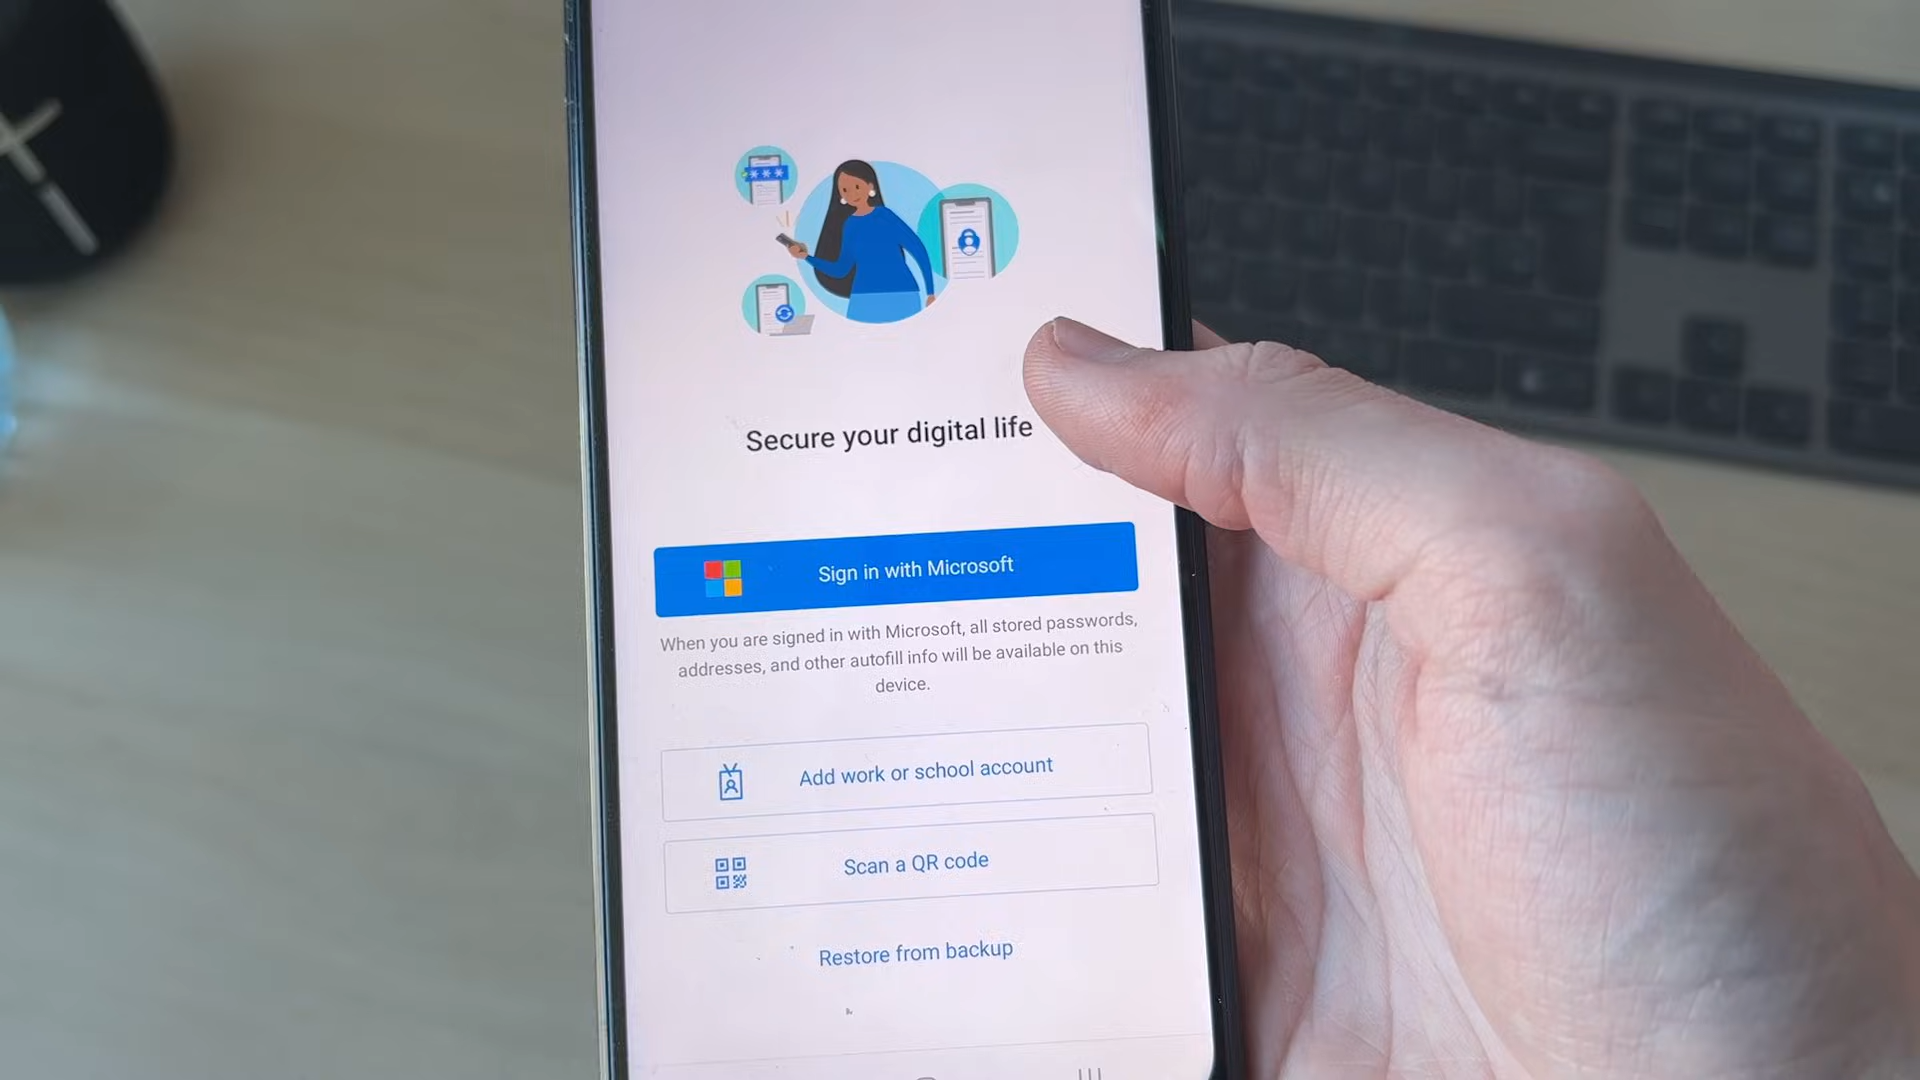 ***
Secure your digital life
Sign in with Microsoft
When you are signed in with Microsoft, all stored passwords,
addresses, and other autofill info will be available on this
device.
Add work or school account
Scan a QR code
Restore from backup